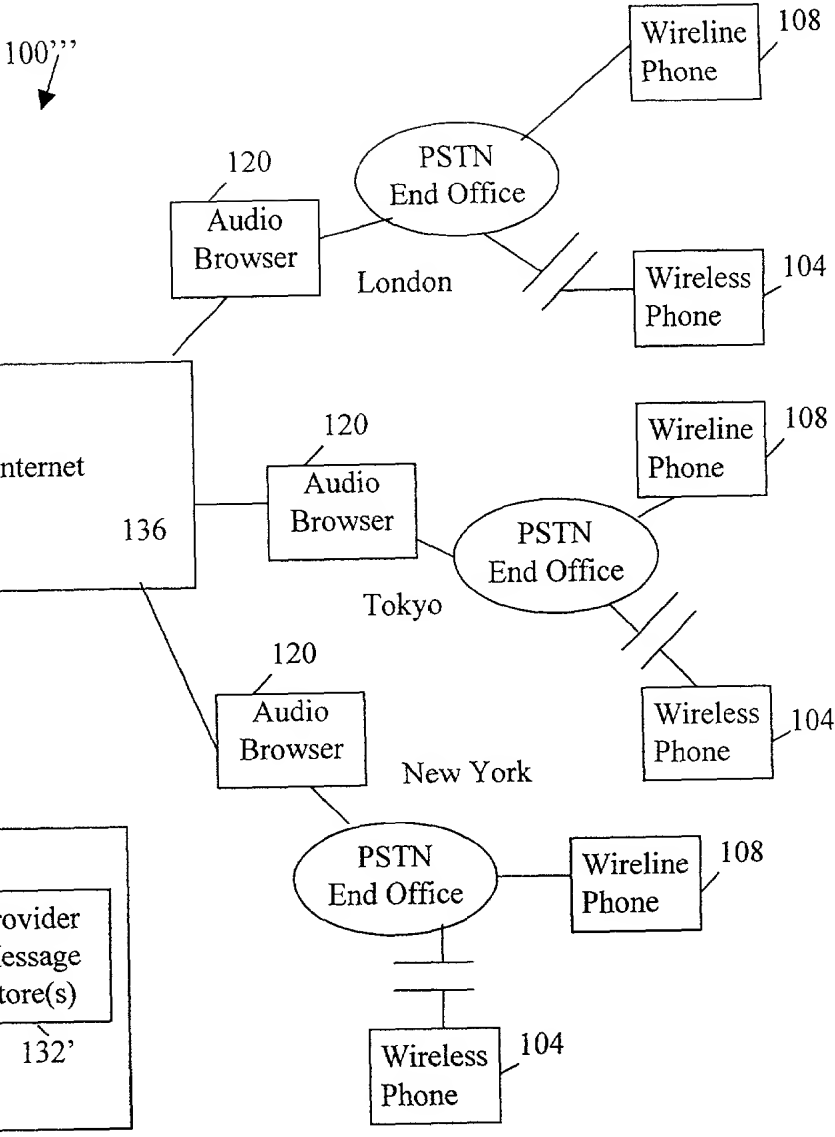 100'''
Wireline
Phone
108
120
PSTN
End Office
Audio
Browser
London
Wireless
Phone
104
nternet
136
120
Audio
Browser
Wireline
Phone
108
PSTN
End Office
Tokyo
120
Audio
Browser
Wireless
Phone
104
New York
PSTN
End Office
Wireline
Phone
108
rovider
essage
tore(s)
132'
Wireless
Phone
104